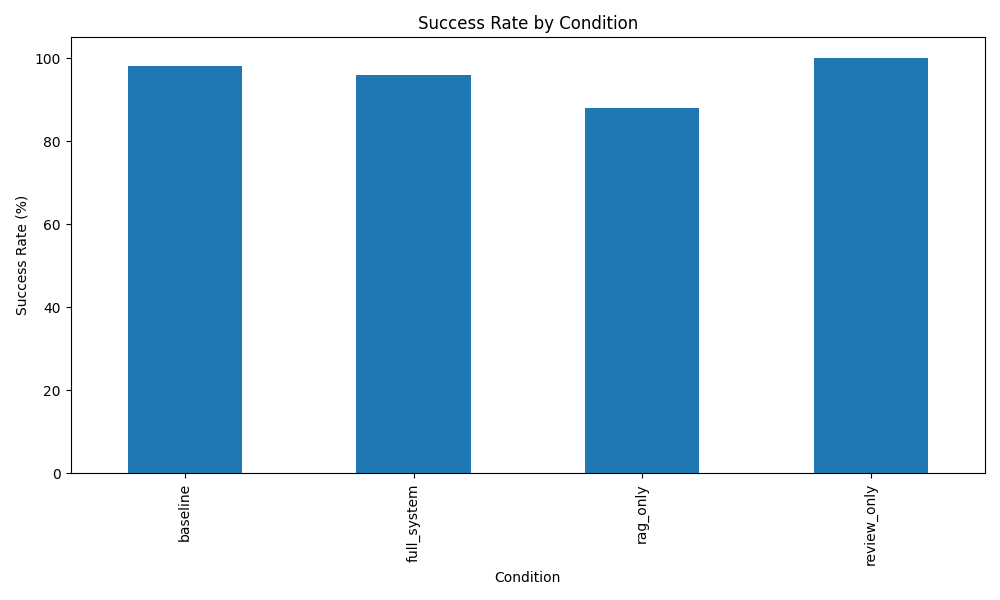 Success Rate by Condition
Success Rate (%)
100
80
60
40
20
0
baseline
full_system
rag_only
review_only
Condition